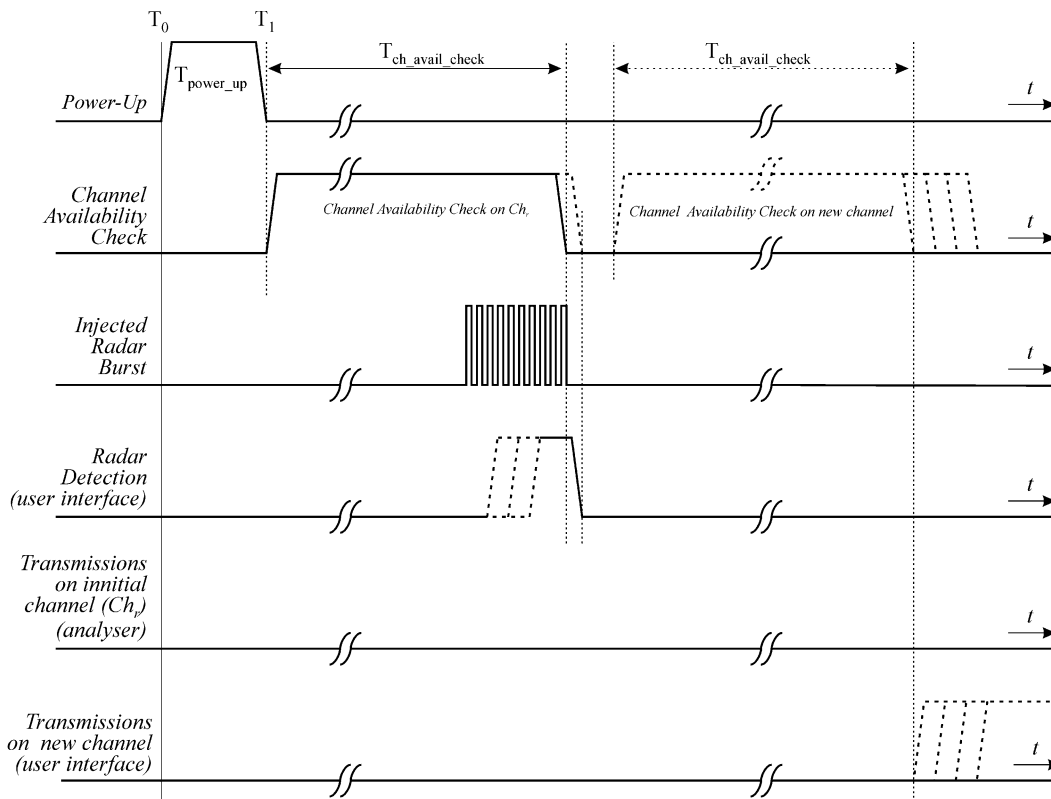 T0 T1
Tch_avail_check Tch_avail_check
Tpower_up
Power-Up
t
Channel
Availability
Check
Channel Availability Check on Chr
Channel Availability Check on new channel
t
Injected
Radar
Burst
t
Radar
Detection
(user interface)
t
Transmissions
on innitial
channel (Chr)
(analyser)
t
Transmissions
on new channel
(user interface)
t